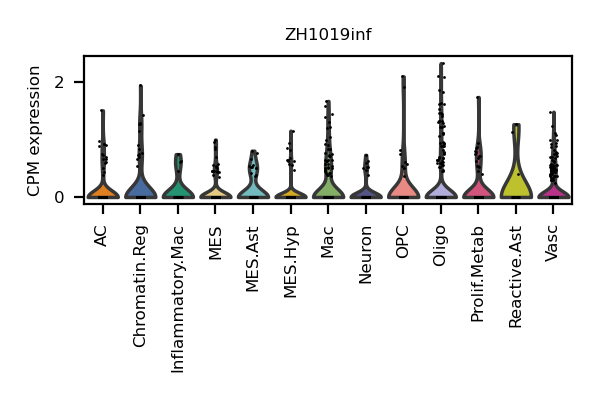 ZH1019inf
CPM expression
2
0
AC
Chromatin.Reg
Inflammatory.Mac
MES
MES.Ast
MES.Hyp
Mac
Neuron
OPC
Oligo
Prolif.Metab
Reactive.Ast
Vasc